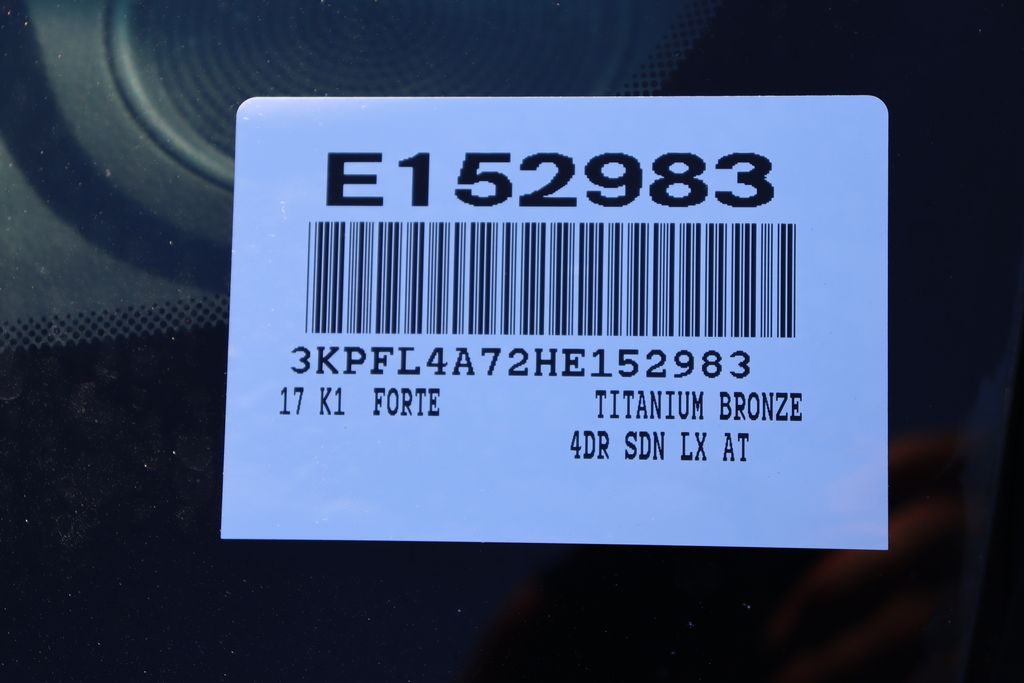 E152983
3KPFL4A72HE152983
17 K1 FORTE TITANIUM BRONZE
4DR SDN LX AT